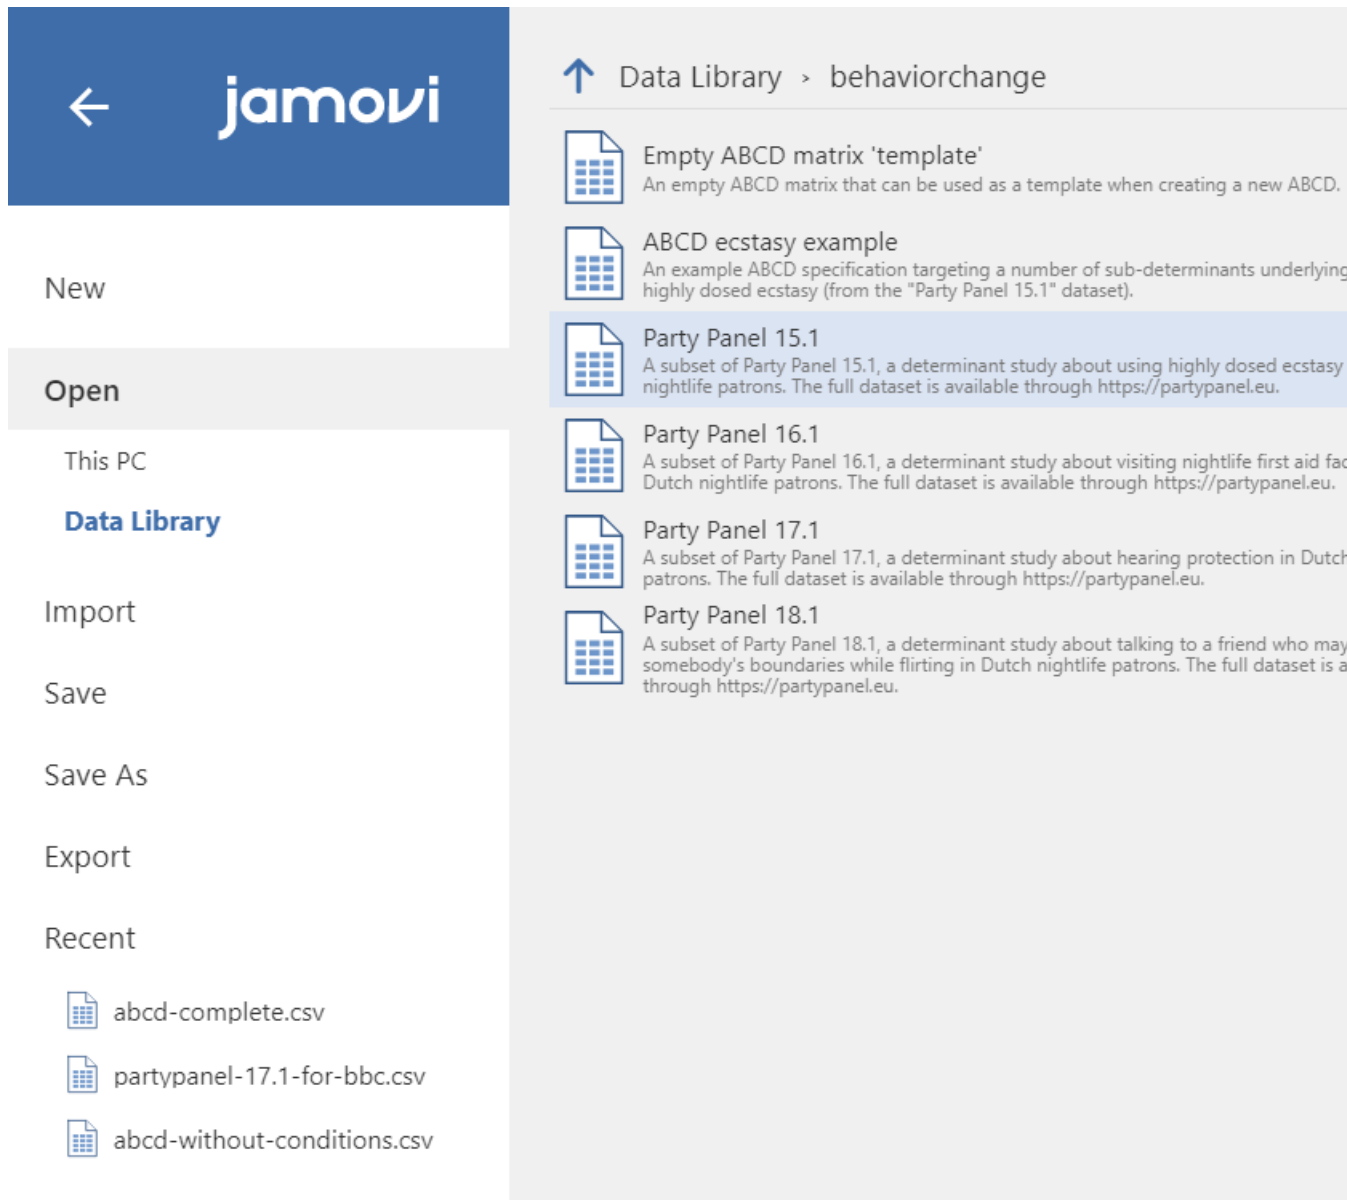 jamovi
New
Open
This PC
Data Library
Import
Save
Save As
Export
Recent
abcd-complete.csv
partypanel-17.1-for-bbc.csv
abcd-without-conditions.csv
Data Library › behaviorchange
Empty ABCD matrix 'template'
An empty ABCD matrix that can be used as a template when creating a new ABCD.
ABCD ecstasy example
An example ABCD specification targeting a number of sub-determinants underlying
highly dosed ecstasy (from the "Party Panel 15.1" dataset).
Party Panel 15.1
A subset of Party Panel 15.1, a determinant study about using highly dosed ecstasy
nightlife patrons. The full dataset is available through https://partypanel.eu.
Party Panel 16.1
A subset of Party Panel 16.1, a determinant study about visiting nightlife first aid
Dutch nightlife patrons. The full dataset is available through https://partypanel.eu.
Party Panel 17.1
A subset of Party Panel 17.1, a determinant study about hearing protection in Dutch
patrons. The full dataset is available through https://partypanel.eu.
Party Panel 18.1
A subset of Party Panel 18.1, a determinant study about talking to a friend who may
somebody's boundaries while flirting in Dutch nightlife patrons. The full dataset is
through https://partypanel.eu.